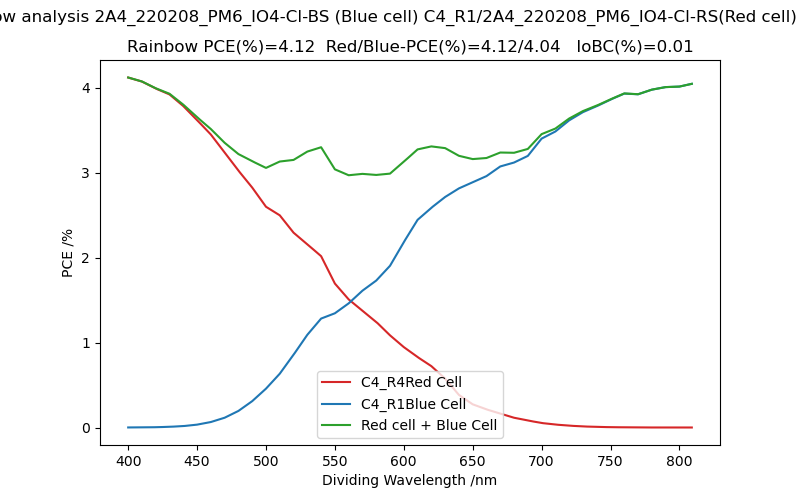 analysis 2A4_220208_PM6_IO4-Cl-BS (Blue cell) C4_R1/2A4_220208_PM6_IO4-Cl-RS(Red cell)
Rainbow PCE(%)=4.12 Red/Blue-PCE(%)=4.12/4.04 IoBC(%)=0.01
4
3
2
1
0
PCE /%
C4_R4Red Cell
C4_R1Blue Cell
Red cell + Blue Cell
400 450 500 550 600 650 700 750 800
Dividing Wavelength /nm